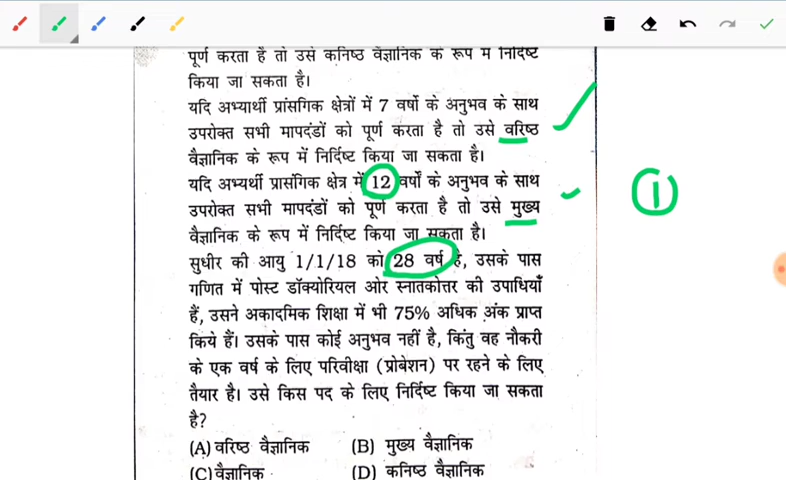 पूर्ण करता है तो उसे कनिष्ठ वैज्ञानिक के रूप में निर्दिष्ट
किया जा सकता है।
यदि अभ्यार्थी प्रांसगिक क्षेत्रों में 7 वर्षो के अनुभव के साथ
उपरोक्त सभी मापदंडों को पूर्ण करता है तो उसे वरिष्ठ
वैज्ञानिक के रूप में निर्दिष्ट किया जा सकता है।
यदि अभ्यर्थी प्रासंगिक क्षेत्र में 12 वर्षों के अनुभव के साथ
उपरोक्त सभी मापदंडों को पूर्ण करता है तो उसे मुख्य
वैज्ञानिक के रूप में निर्दिष्ट किया जा सकता है।
1
सुधीर की आयु 1/1/18 को 28 वर्ष है, उसके पास
गणित में पोस्ट डॉक्योरियल ओर स्नातकोत्तर की उपाधियाँ
हैं, उसने अकादमिक शिक्षा में भी 75% अधिक अंक प्राप्त
किये हैं। उसके पास कोई अनुभव नहीं है, किंतु वह नौकरी
के एक वर्ष के लिए परिवीक्षा (प्रोबेशन) पर रहने के लिए
तैयार है। उसे किस पद के लिए निर्दिष्ट किया जा सकता
है?
(A) वरिष्ठ वैज्ञानिक (B) मुख्य वैज्ञानिक
(C) वैज्ञानिक (D) कनिष्ठ वैज्ञानिक